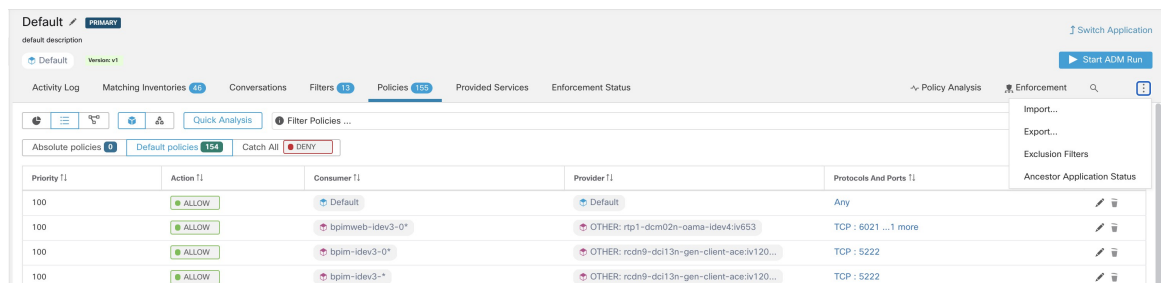 Default PRIMARY
Switch Application
default description
Default Version: v1
Start ADM Run
Activity Log Matching Inventories 46 Conversations Filters 13 Policies 155 Provided Services Enforcement Status Policy Analysis Enforcement
Import...
Quick Analysis Filter Policies ...
Export...
Absolute policies 0 Default policies 154 Catch All DENY
Exclusion Filters
Ancestor Application Status
Priority ↑↓ Action ↑↓ Consumer ↑↓ Provider ↑↓ Protocols And Ports ↑↓
100 ALLOW Default Default Any
100 ALLOW bpimweb-idev3-0* OTHER: rtp1-dcm02n-oama-idev4:iv653 TCP : 6021 ...1 more
100 ALLOW bpim-idev3-0* OTHER: rcdn9-dci13n-gen-client-ace:iv120... TCP : 5222
100 ALLOW bpim-idev3-* OTHER: rcdn9-dci13n-gen-client-ace:iv120... TCP : 5222